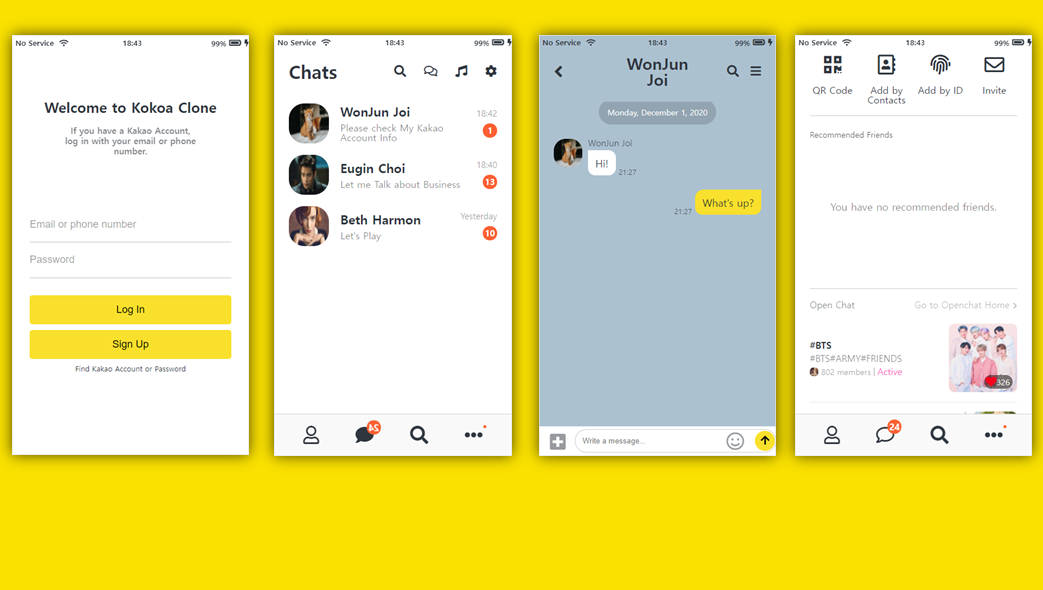 No Service 18:43 99%
Welcome to Kokoa Clone
If you have a Kakao Account,
log in with your email or phone
number.
Email or phone number
Password
Log In
Sign Up
Find Kakao Account or Password
No Service 18:43 99%
Chats
WonJun Joi 18:42
Please check My Kakao
Account Info
1
Eugin Choi 18:40
Let me Talk about Business 13
Beth Harmon Yesterday
Let's Play 10
24
No Service 18:43 99%
WonJun
Joi
Monday, December 1, 2020
WonJun Joi
Hi! 21:27
21:27 What's up?
Write a message...
No Service 18:43 99%
QR Code
Add by
Contacts
Add by ID
Invite
Recommended Friends
You have no recommended friends.
Open Chat Go to Openchat Home >
#BTS
#BTS#ARMY#FRIENDS
802 members | Active
326
24